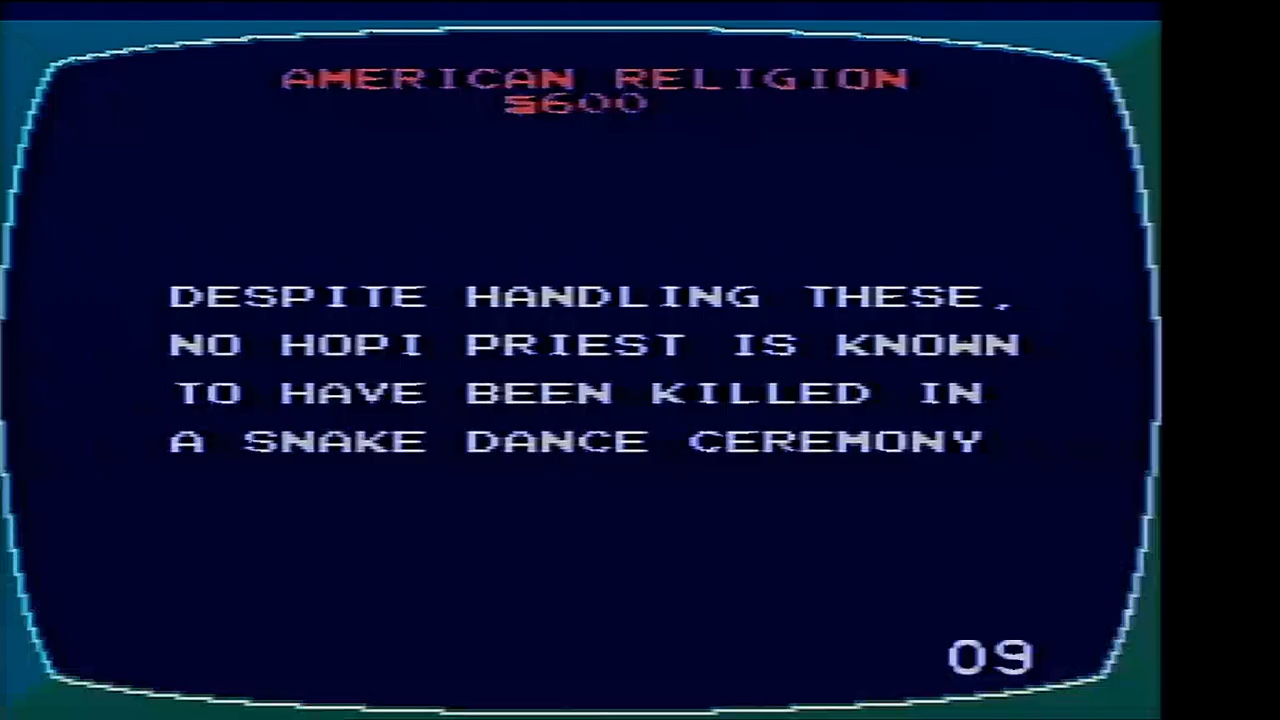 AMERICAN RELIGION
$600
DESPITE HANDLING THESE,
NO HOPI PRIEST IS KNOWN
TO HAVE BEEN KILLED IN
A SNAKE DANCE CEREMONY
09